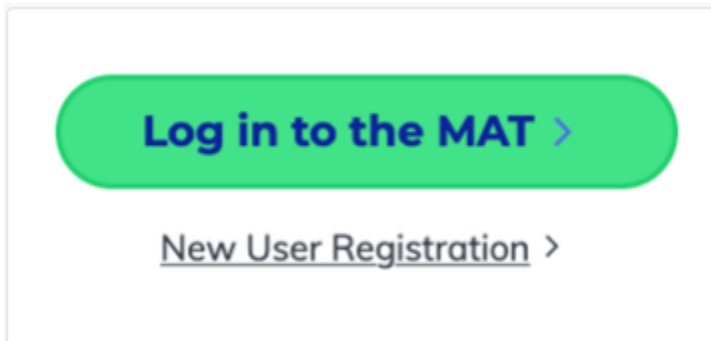 Log in to the MAT >
New User Registration >